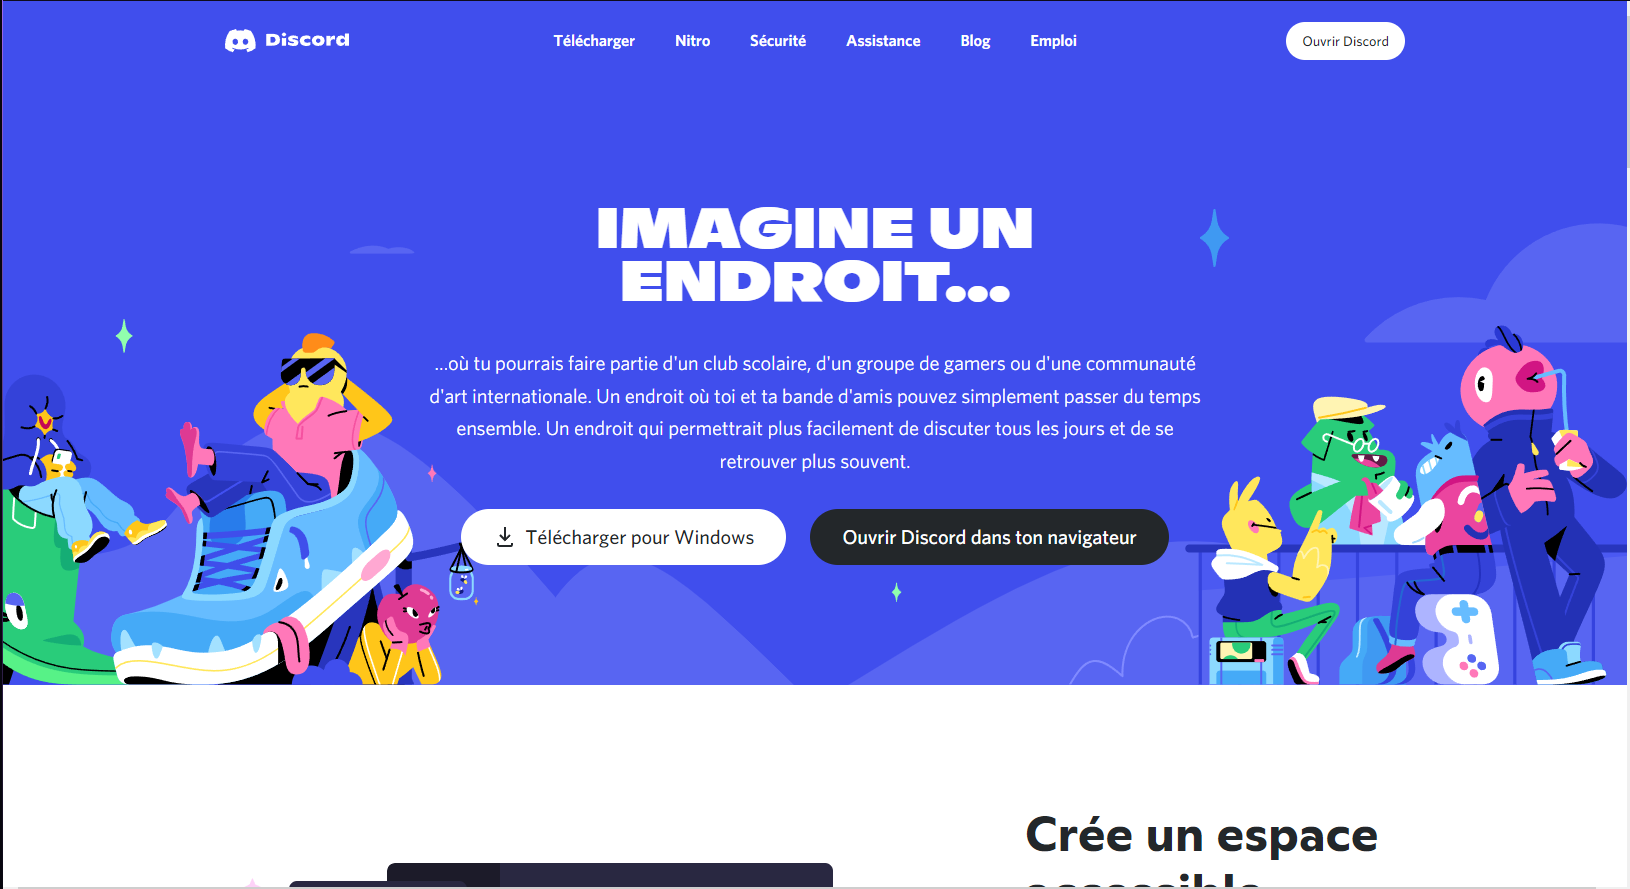 Discord
Télécharger Nitro Sécurité Assistance Blog Emploi
Ouvrir Discord
IMAGINE UN
ENDROIT...
...où tu pourrais faire partie d'un club scolaire, d'un groupe de gamers ou d'une communauté
d'art internationale. Un endroit où toi et ta bande d'amis pouvez simplement passer du temps
ensemble. Un endroit qui permettrait plus facilement de discuter tous les jours et de se
retrouver plus souvent.
Télécharger pour Windows
Ouvrir Discord dans ton navigateur
Crée un espace
accessible